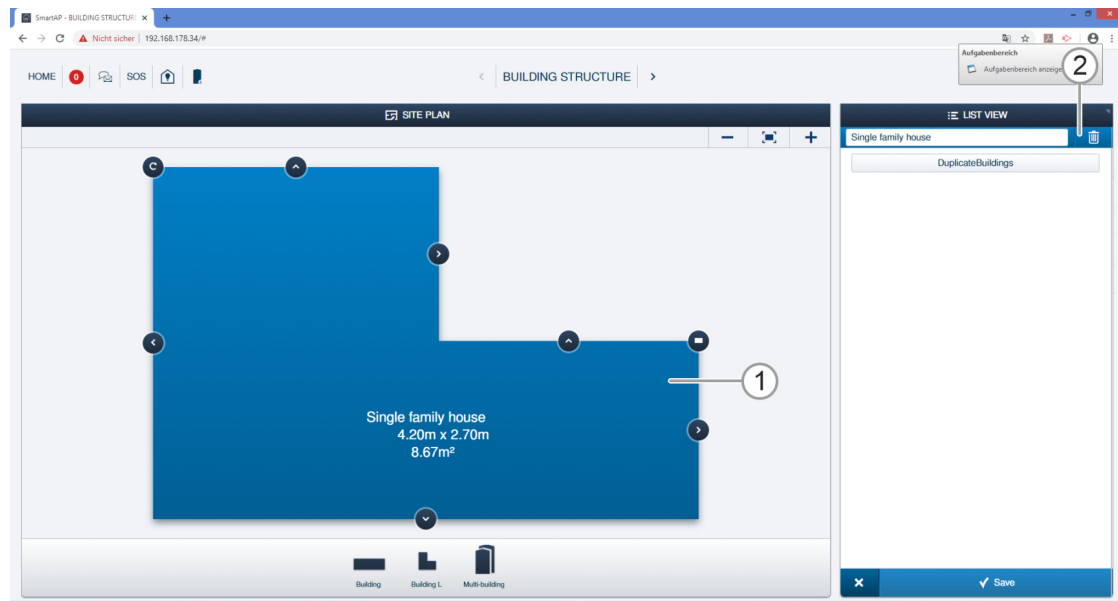 SmartAP - BUILDING STRUCTUR
Nicht sicher | 192.168.178.34/#
Aufgabenbereich
Aufgabenbereich anzeige
2
HOME 0 SOS
BUILDING STRUCTURE
SITE PLAN
LIST VIEW
Single family house
DuplicateBuildings
1
Single family house
4.20m x 2.70m
8.67m²
Building
Building L
Multi-building
Save